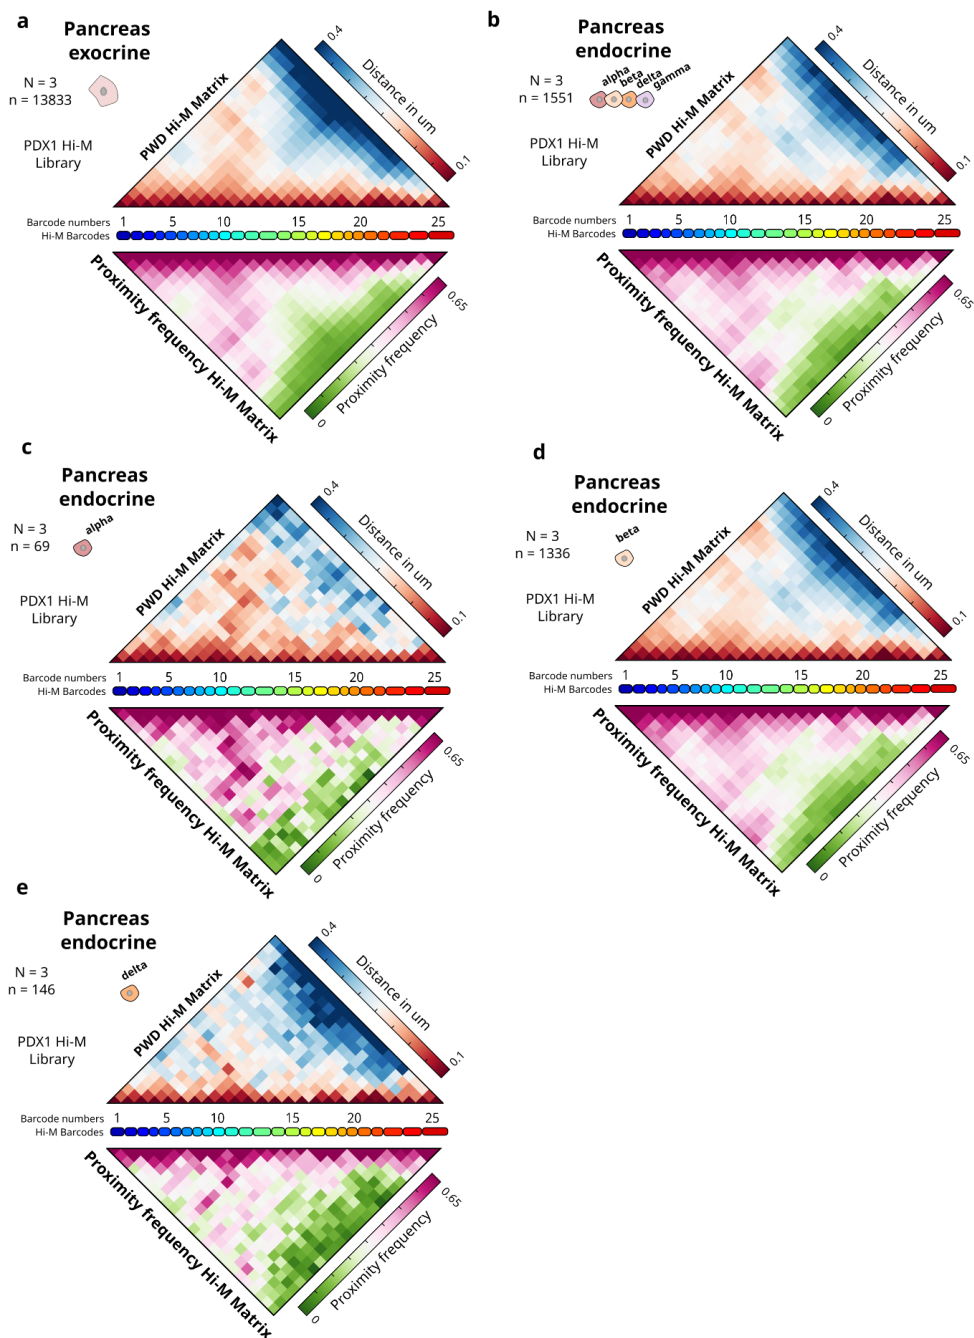 a
Pancreas
exocrine
N = 3
n = 13833
PDX1 Hi-M
Library
PWD Hi-M Matrix
0.4
Distance in um
0.1
Barcode numbers 1 5 10 15 20 25
Hi-M Barcodes
Proximity frequency Hi-M Matrix
0.65
Proximity frequency
0
b
Pancreas
endocrine
N = 3
n = 1551
alpha
beta
delta
gamma
PDX1 Hi-M
Library
PWD Hi-M Matrix
0.4
Distance in um
0.1
Barcode numbers 1 5 10 15 20 25
Hi-M Barcodes
Proximity frequency Hi-M Matrix
0.65
Proximity frequency
0
c
Pancreas
endocrine
N = 3
n = 69
alpha
PDX1 Hi-M
Library
PWD Hi-M Matrix
0.4
Distance in um
0.1
Barcode numbers 1 5 10 15 20 25
Hi-M Barcodes
Proximity frequency Hi-M Matrix
0.65
Proximity frequency
0
d
Pancreas
endocrine
N = 3
n = 1336
beta
PDX1 Hi-M
Library
PWD Hi-M Matrix
0.4
Distance in um
0.1
Barcode numbers 1 5 10 15 20 25
Hi-M Barcodes
Proximity frequency Hi-M Matrix
0.65
Proximity frequency
0
e
Pancreas
endocrine
N = 3
n = 146
delta
PDX1 Hi-M
Library
PWD Hi-M Matrix
0.4
Distance in um
0.1
Barcode numbers 1 5 10 15 20 25
Hi-M Barcodes
Proximity frequency Hi-M Matrix
0.65
Proximity frequency
0